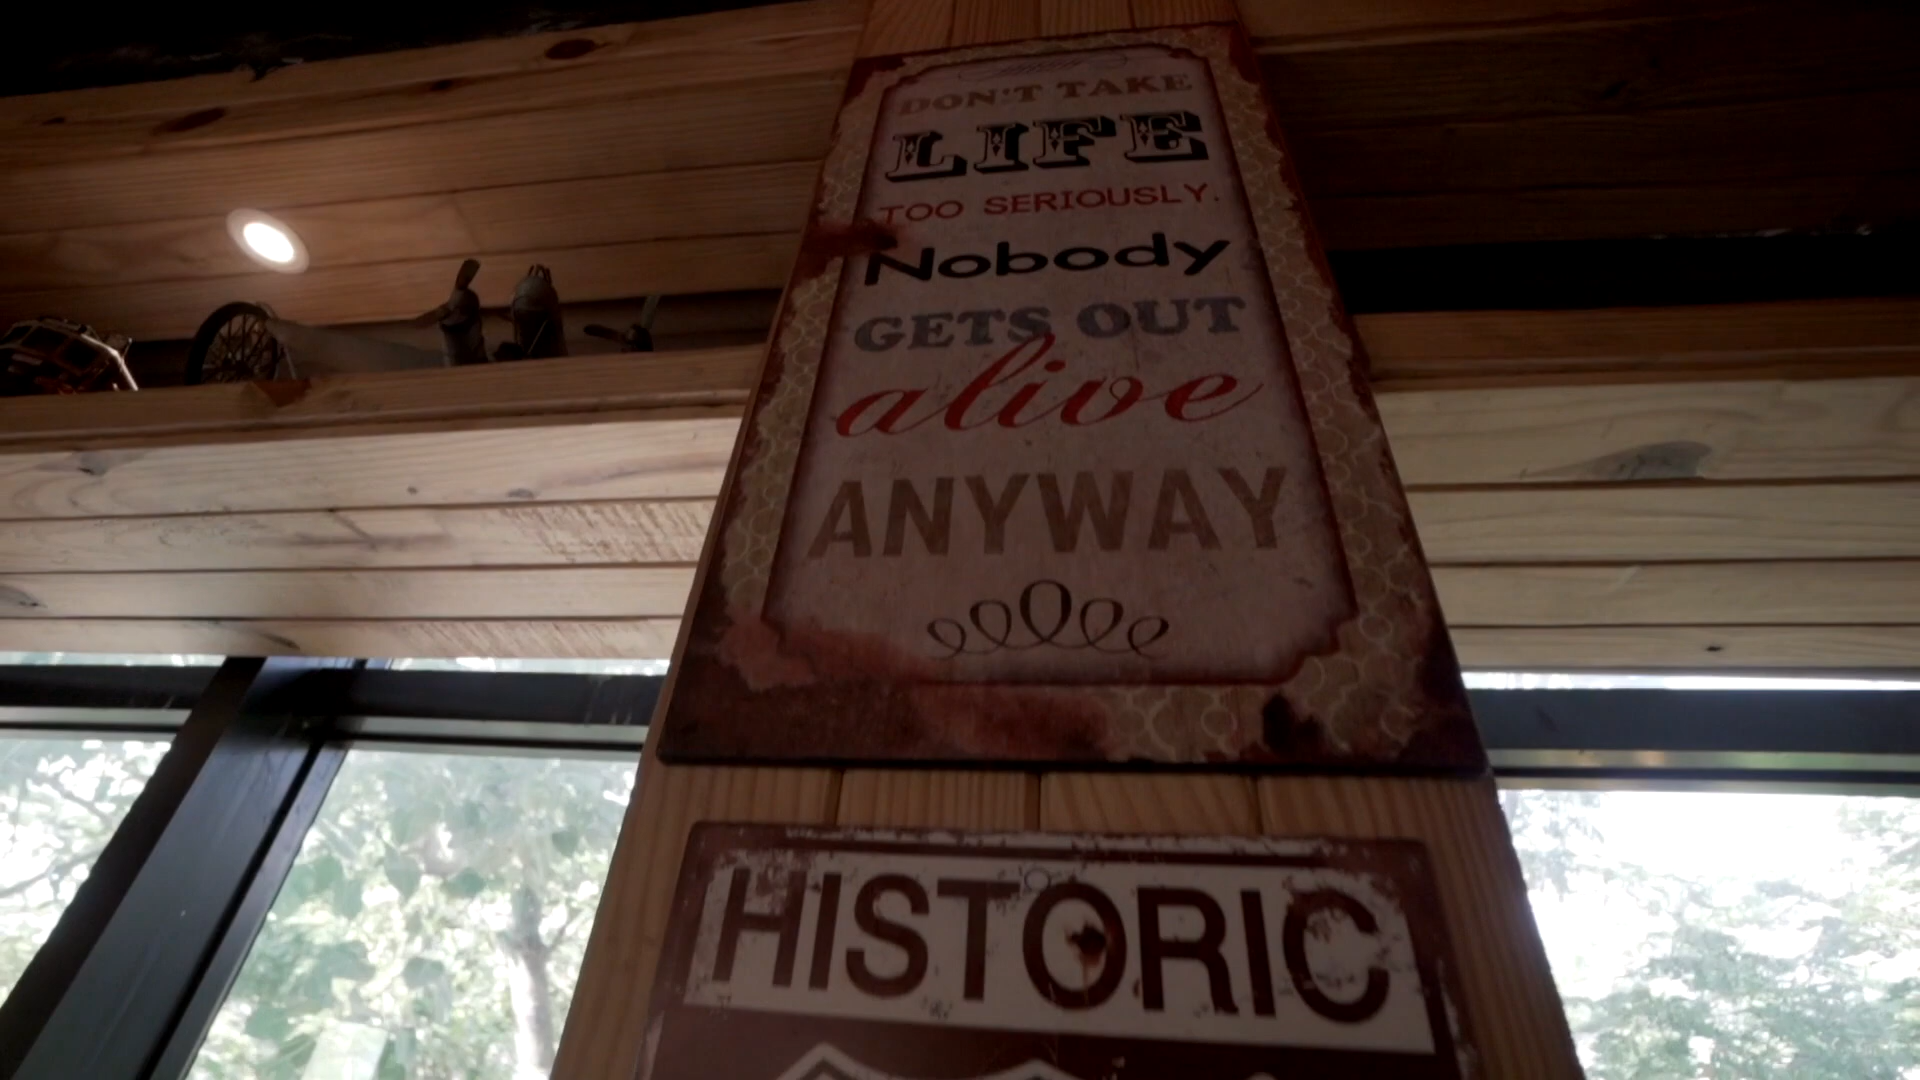 DON'T TAKE
LIFE
TOO SERIOUSLY.
Nobody
GETS OUT
alive
ANYWAY
HISTORIC